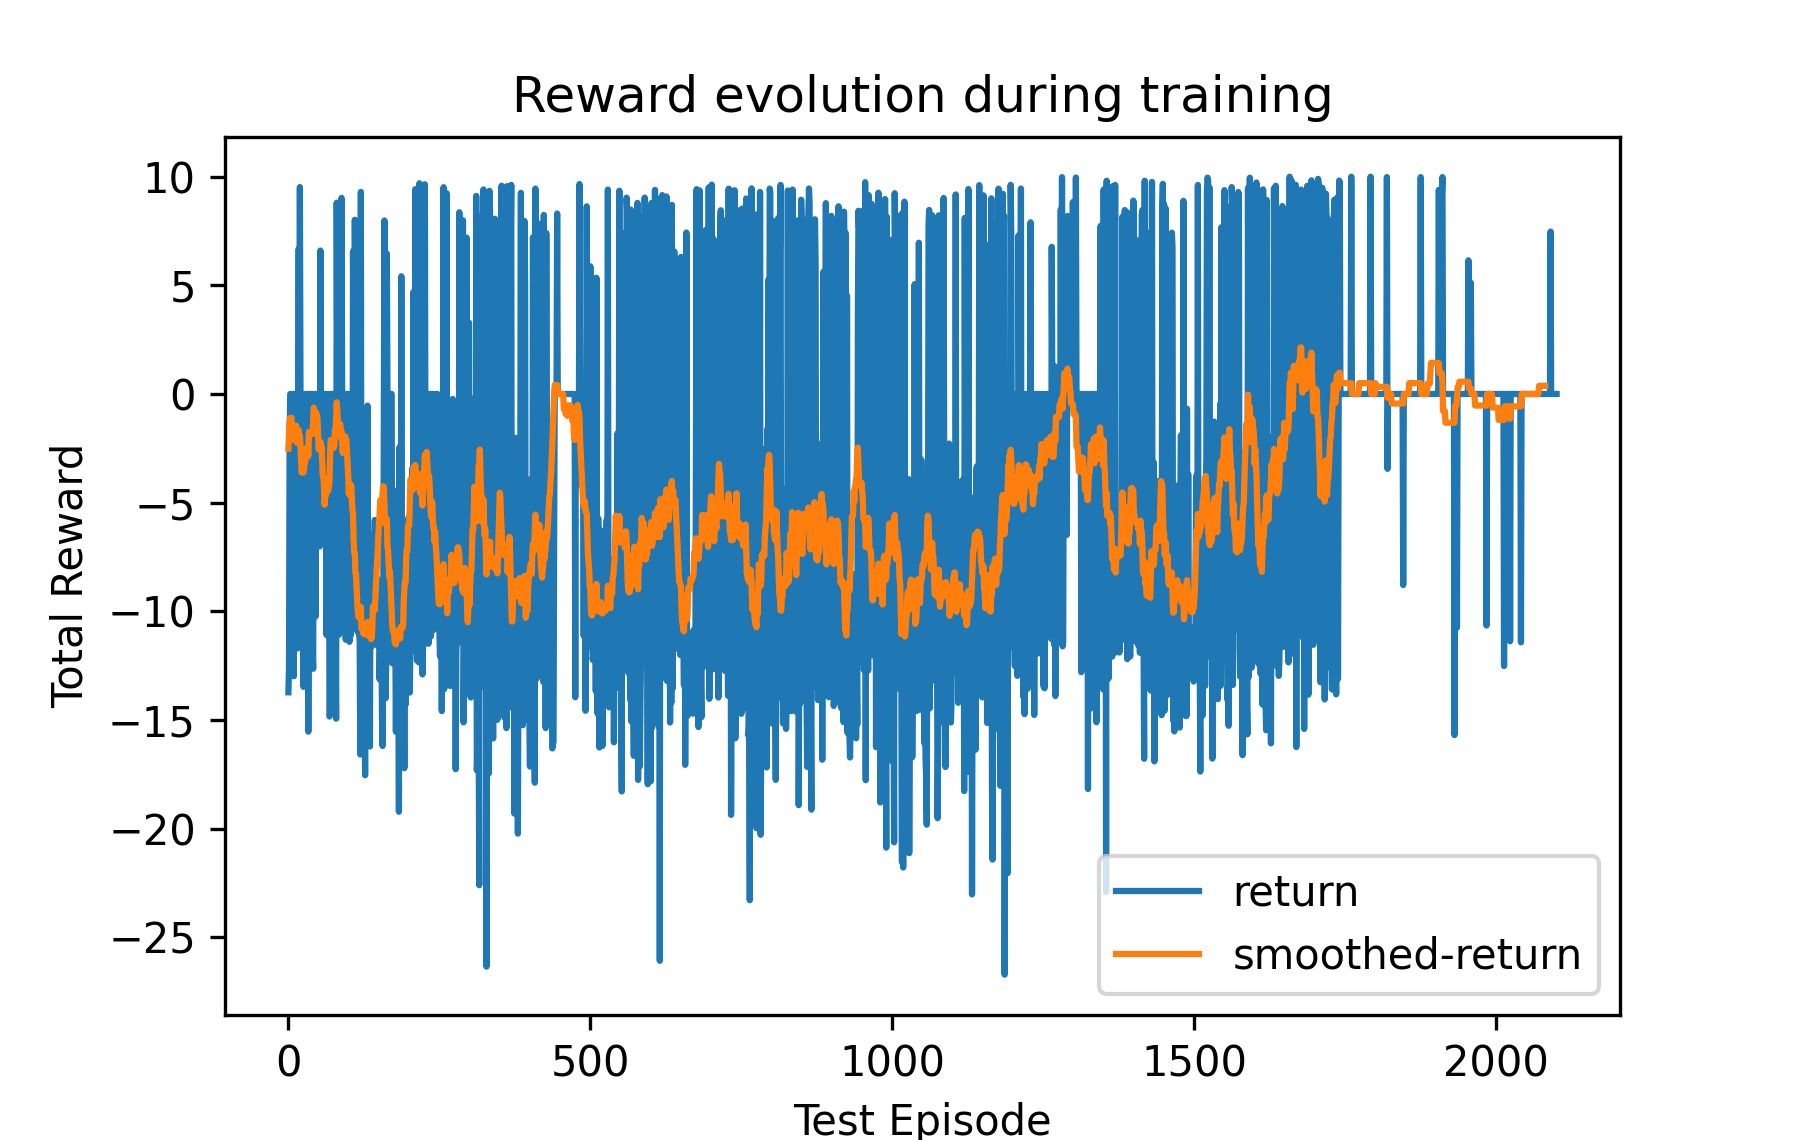 Reward evolution during training
Total Reward
10
5
0
−5
−10
−15
−20
−25
return
smoothed-return
0 500 1000 1500 2000
Test Episode